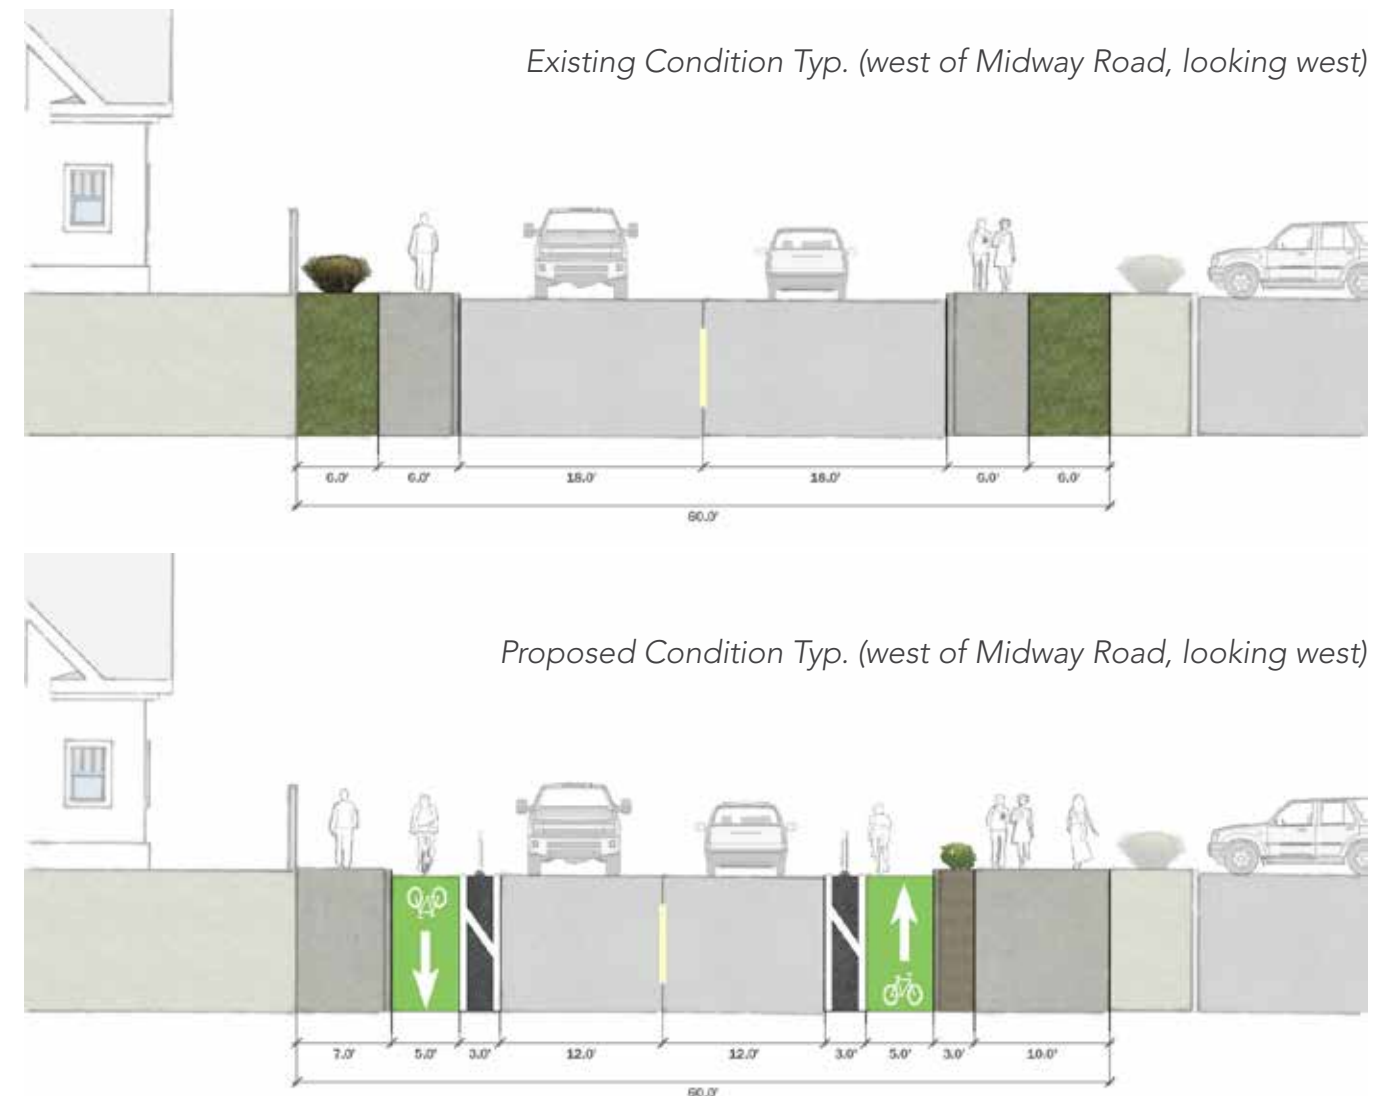 Existing Condition Typ. (west of Midway Road, looking west)
6.0' 6.0' 18.0' 18.0' 6.0' 6.0'
60.0'
Proposed Condition Typ. (west of Midway Road, looking west)
7.0' 5.0' 3.0' 12.0' 12.0' 3.0' 5.0' 3.0' 10.0'
60.0'